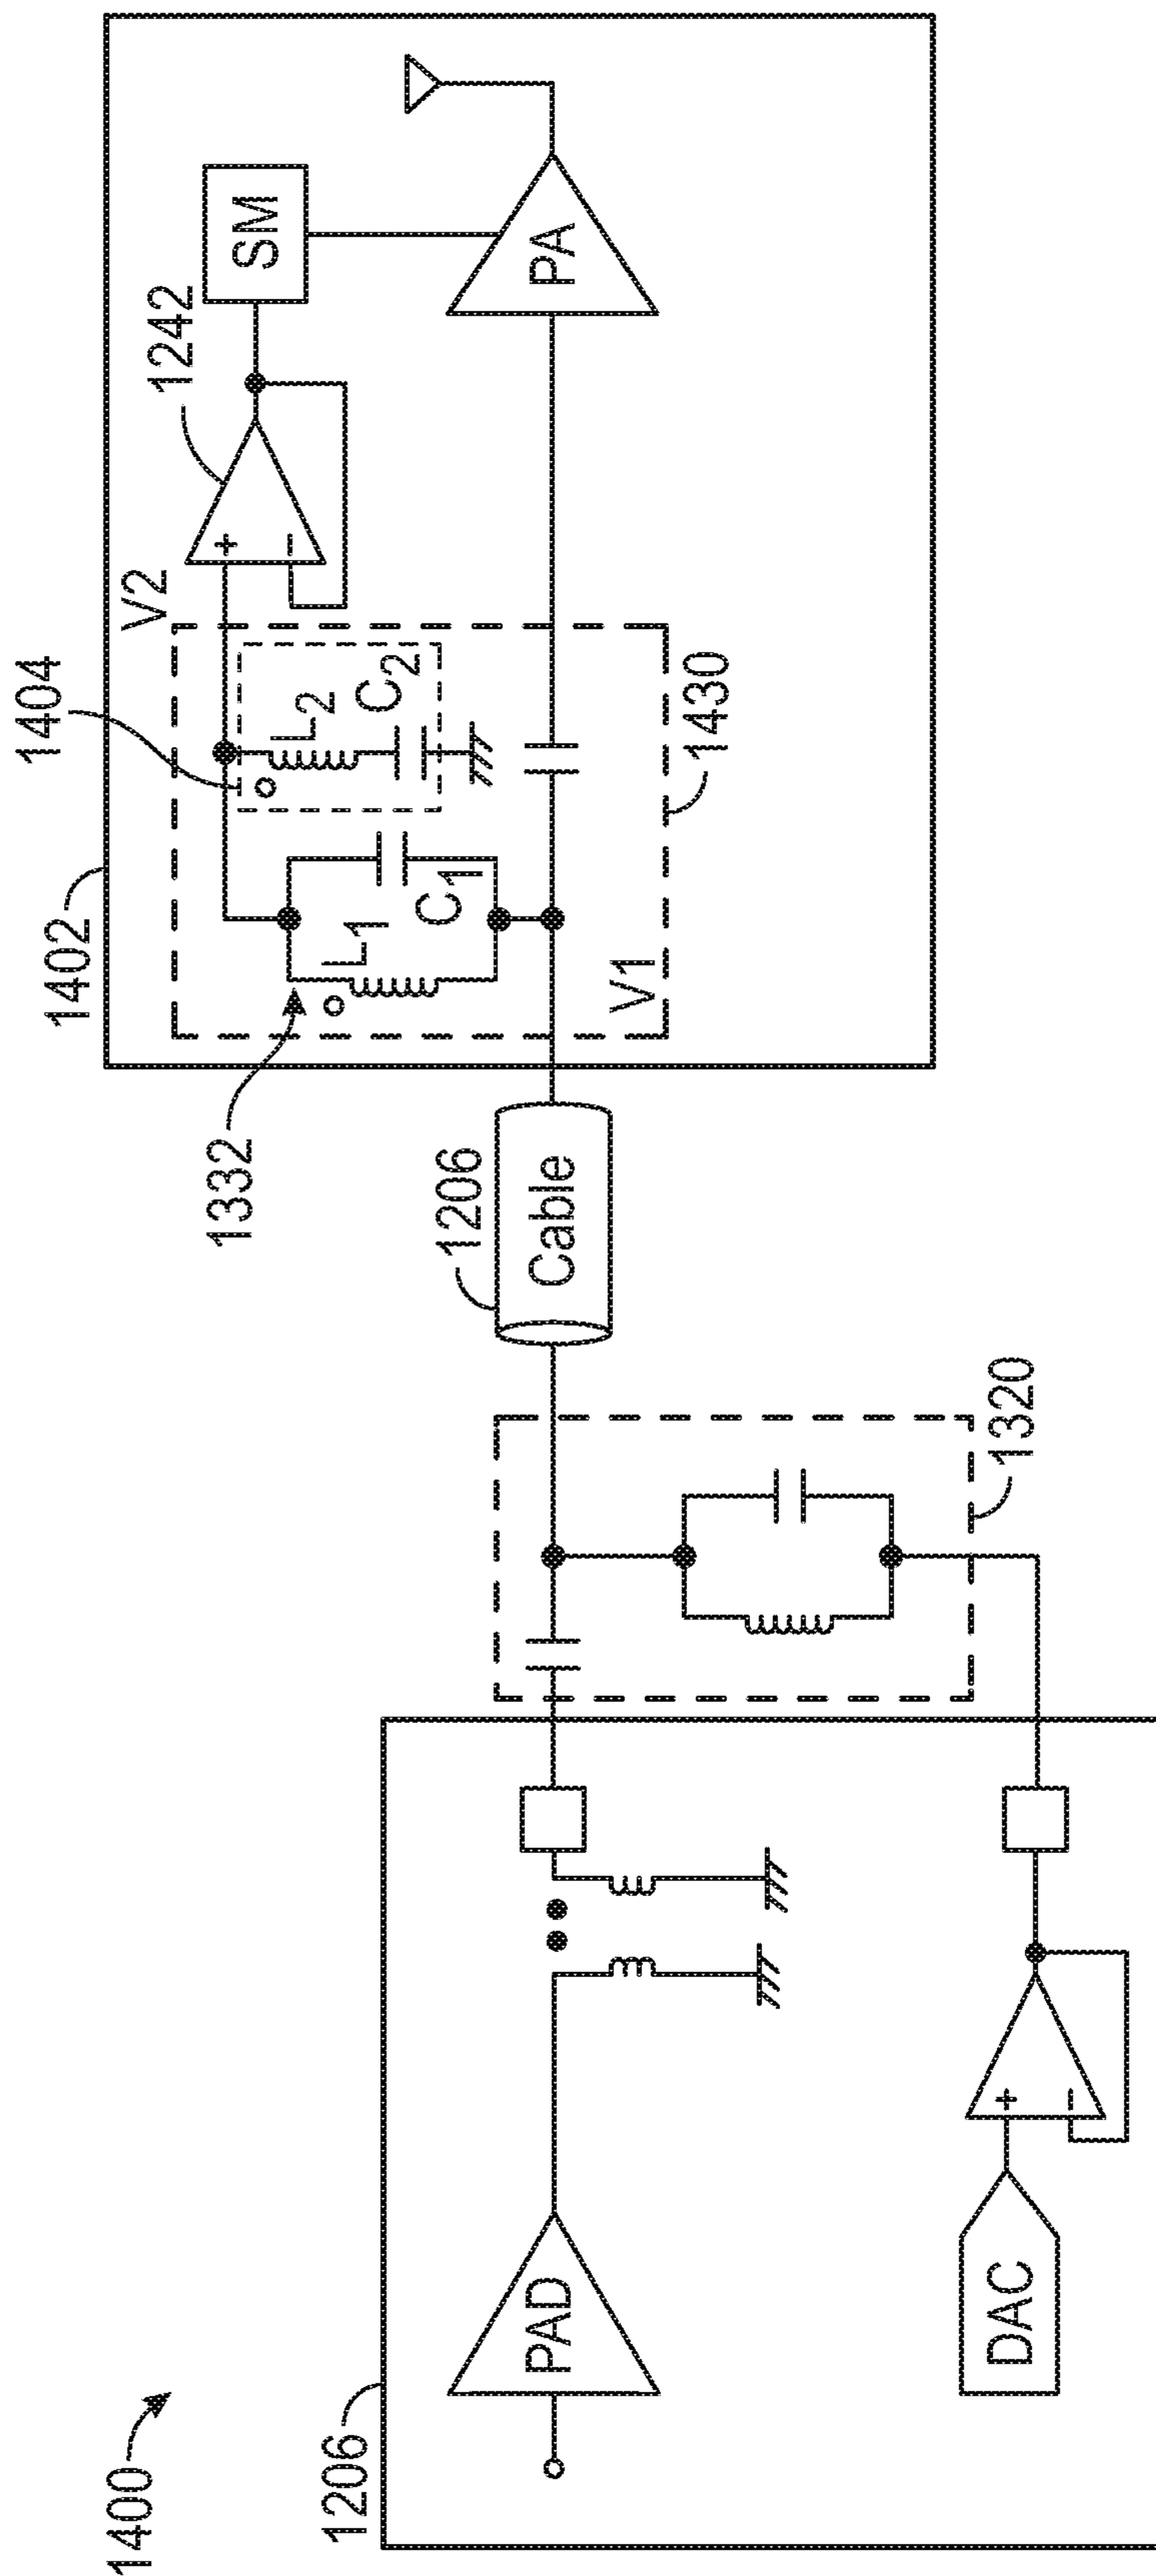 1400
1206
PAD
DAC
1320
1206
Cable
1402
1332
1404
V2
1242
L1
C1
L2
C2
V1
1430
+
−
SM
PA
+
−